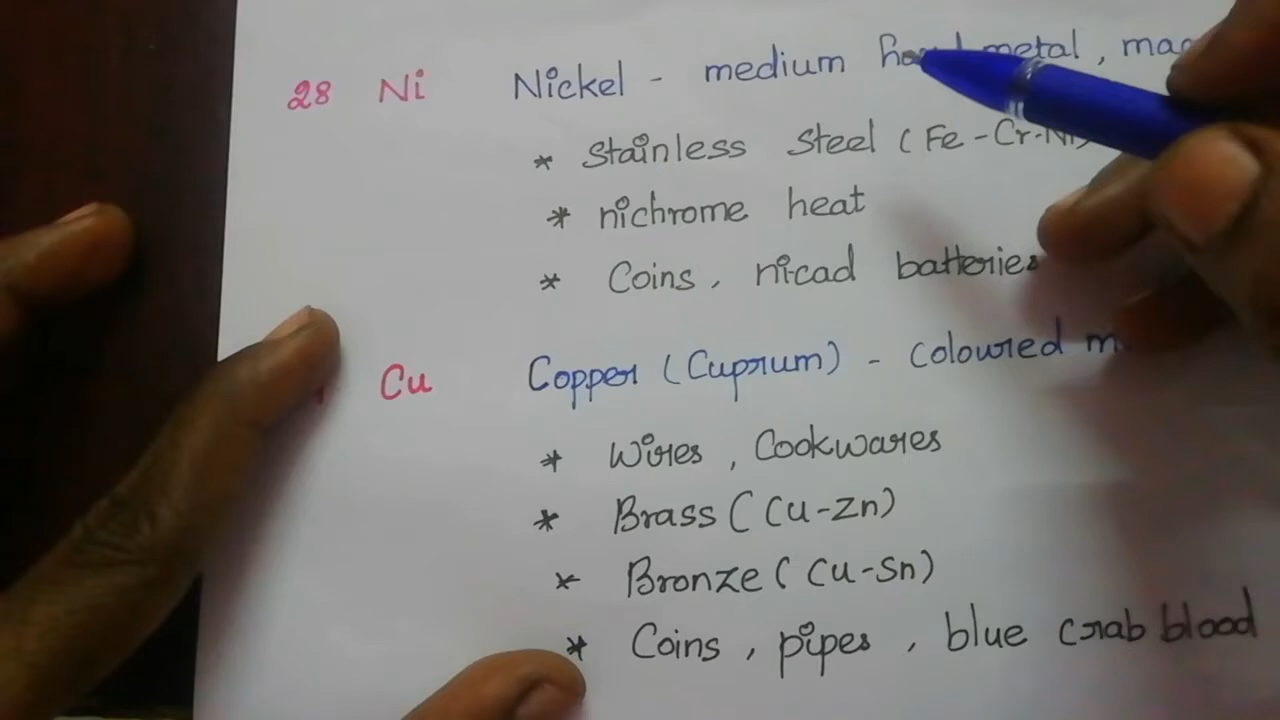 28 Ni Nickel - medium metal,
* Stainless Steel (Fe-Cr-Ni)
* nichrome heat
* Coins, nicad batteries
Cu Copper (Cuprum) - Coloured
* Wires, Cookwares
* Brass (Cu-Zn)
* Bronze (Cu-Sn)
* Coins, pipes, blue crab blood